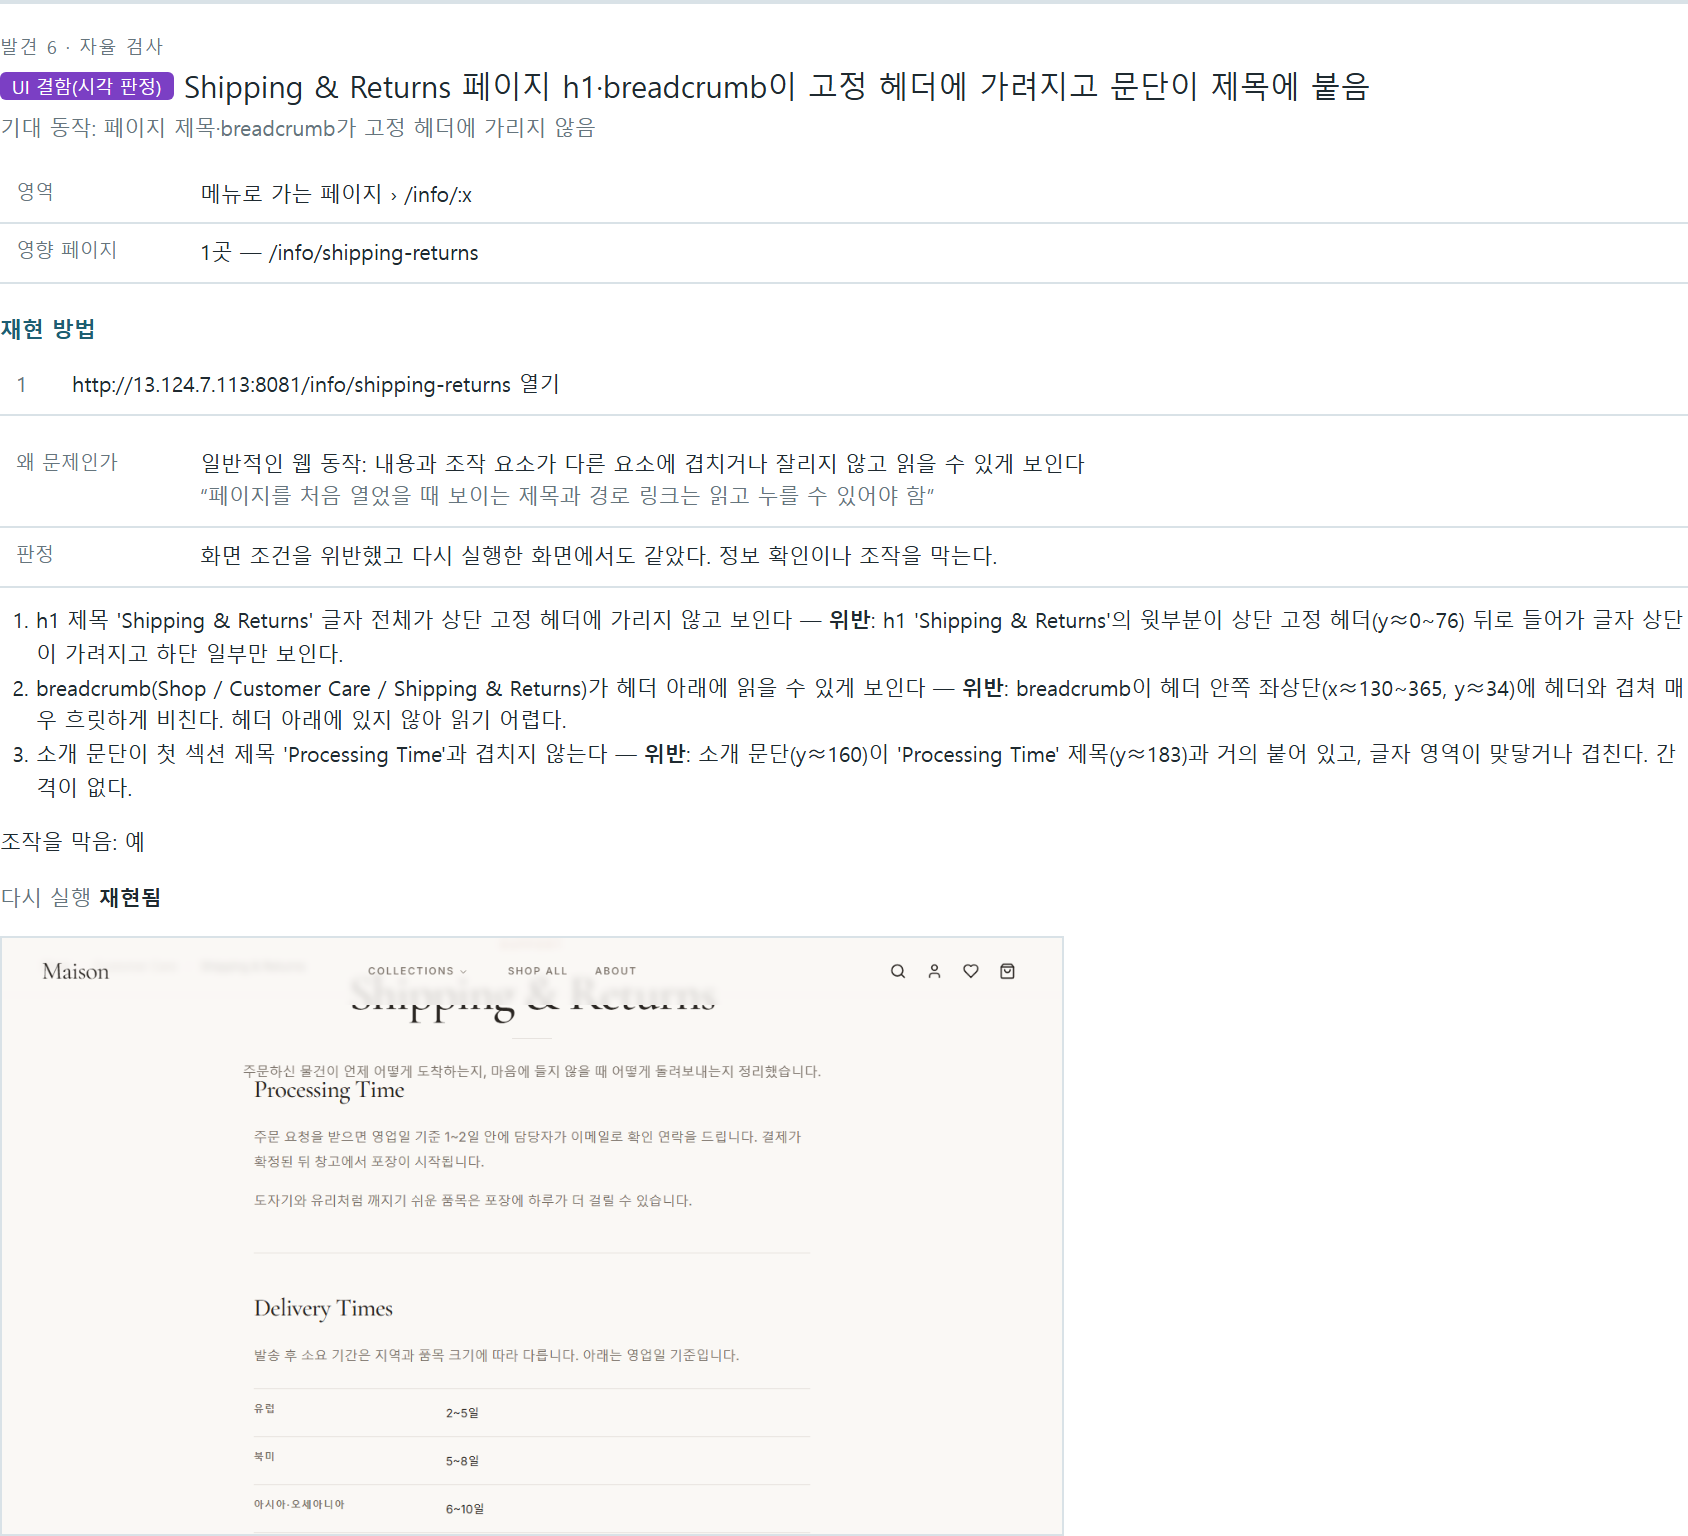 발견 6 · 자율 검사
UI 결함(시각 판정) Shipping & Returns 페이지 h1·breadcrumb이 고정 헤더에 가려지고 문단이 제목에 붙음
기대 동작: 페이지 제목·breadcrumb가 고정 헤더에 가리지 않음
영역 메뉴로 가는 페이지 › /info/:x
영향 페이지 1곳 — /info/shipping-returns
재현 방법
1 http://13.124.7.113:8081/info/shipping-returns 열기
왜 문제인가 일반적인 웹 동작: 내용과 조작 요소가 다른 요소에 겹치거나 잘리지 않고 읽을 수 있게 보인다
“페이지를 처음 열었을 때 보이는 제목과 경로 링크는 읽고 누를 수 있어야 함”
판정 화면 조건을 위반했고 다시 실행한 화면에서도 같았다. 정보 확인이나 조작을 막는다.
1. h1 제목 'Shipping & Returns' 글자 전체가 상단 고정 헤더에 가리지 않고 보인다 — 위반: h1 'Shipping & Returns'의 윗부분이 상단 고정 헤더(y≈0~76) 뒤로 들어가 글자 상단
이 가려지고 하단 일부만 보인다.
2. breadcrumb(Shop / Customer Care / Shipping & Returns)가 헤더 아래에 읽을 수 있게 보인다 — 위반: breadcrumb이 헤더 안쪽 좌상단(x≈130~365, y≈34)에 헤더와 겹쳐 매
우 흐릿하게 비친다. 헤더 아래에 있지 않아 읽기 어렵다.
3. 소개 문단이 첫 섹션 제목 'Processing Time'과 겹치지 않는다 — 위반: 소개 문단(y≈160)이 'Processing Time' 제목(y≈183)과 거의 붙어 있고, 글자 영역이 맞닿거나 겹친다. 간
격이 없다.
조작을 막음: 예
다시 실행 재현됨
Maison COLLECTIONS SHOP ALL ABOUT
Shipping & Returns
주문하신 물건이 언제 어떻게 도착하는지, 마음에 들지 않을 때 어떻게 돌려보내는지 정리했습니다.
Processing Time
주문 요청을 받으면 영업일 기준 1~2일 안에 담당자가 이메일로 확인 연락을 드립니다. 결제가
확정된 뒤 창고에서 포장이 시작됩니다.
도자기와 유리처럼 깨지기 쉬운 품목은 포장에 하루가 더 걸릴 수 있습니다.
Delivery Times
발송 후 소요 기간은 지역과 품목 크기에 따라 다릅니다. 아래는 영업일 기준입니다.
유럽 2~5일
북미 5~8일
아시아·오세아니아 6~10일